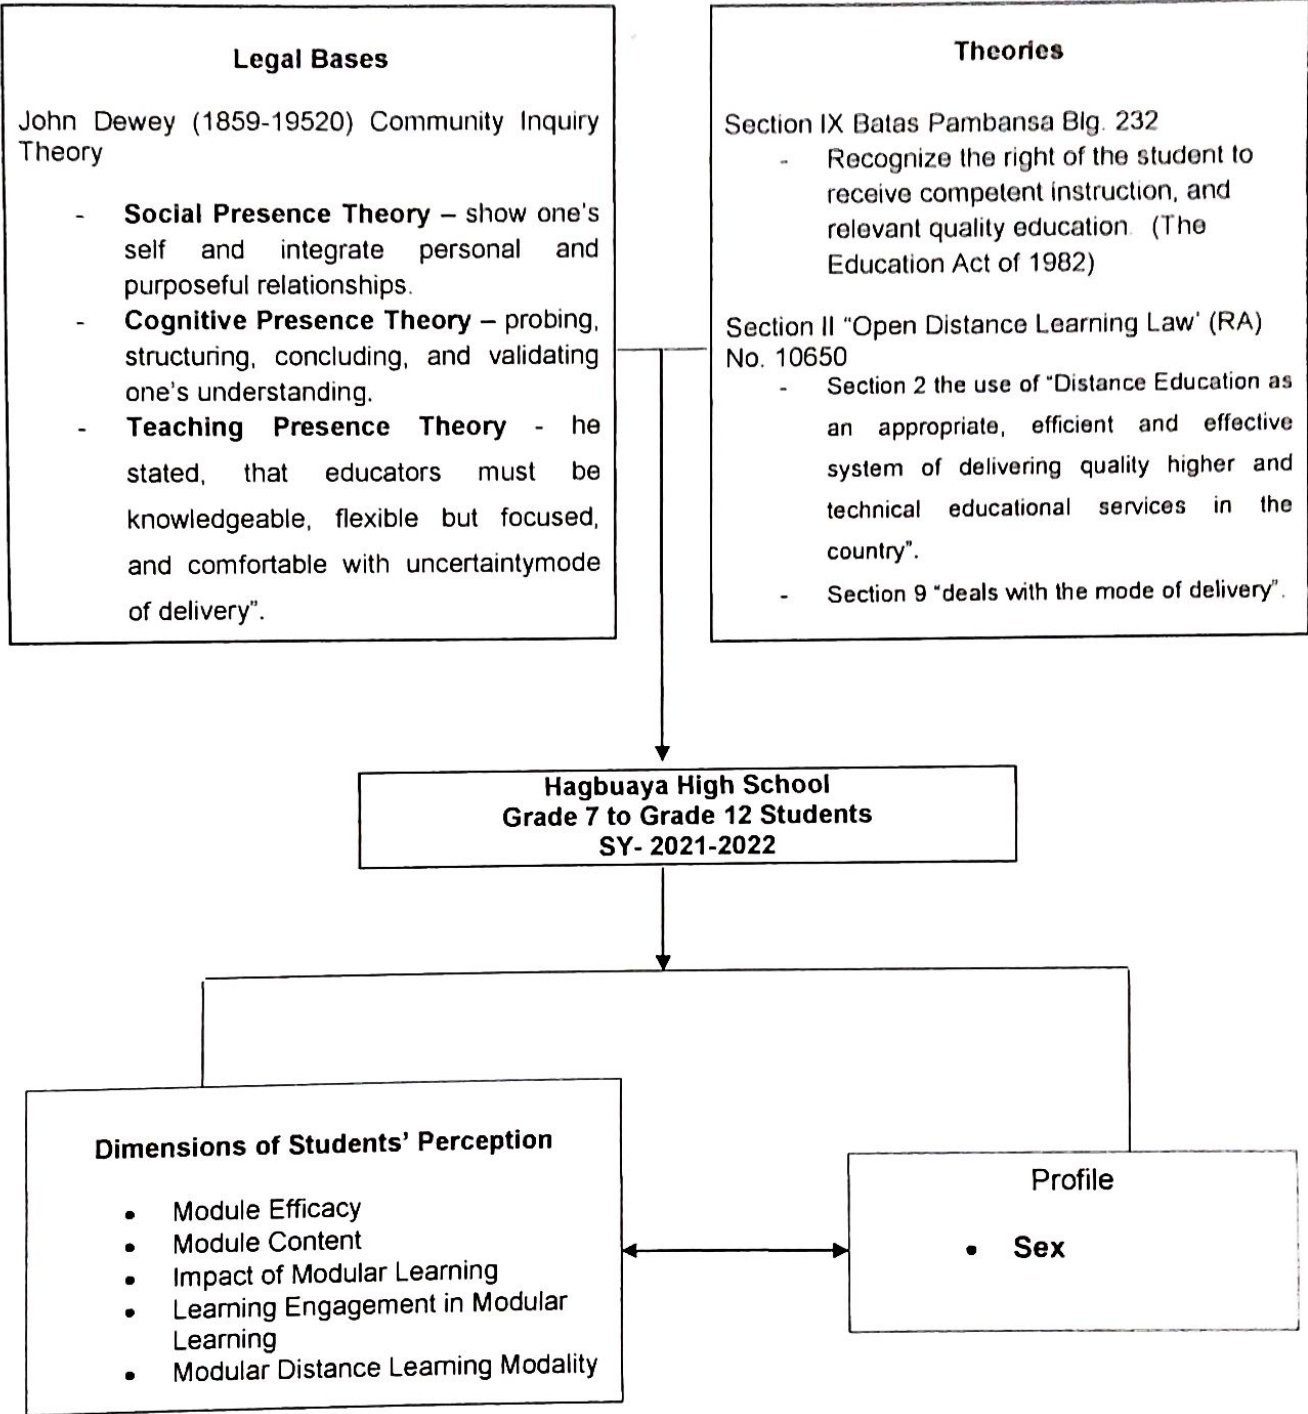 Legal Bases
John Dewey (1859-19520) Community Inquiry
Theory
- Social Presence Theory – show one's
self and integrate personal and
purposeful relationships.
- Cognitive Presence Theory – probing,
structuring, concluding, and validating
one's understanding.
- Teaching Presence Theory - he
stated, that educators must be
knowledgeable, flexible but focused,
and comfortable with uncertaintymode
of delivery”.
Theories
Section IX Batas Pambansa Blg. 232
- Recognize the right of the student to
receive competent instruction, and
relevant quality education. (The
Education Act of 1982)
Section II “Open Distance Learning Law' (RA)
No. 10650
- Section 2 the use of “Distance Education as
an appropriate, efficient and effective
system of delivering quality higher and
technical educational services in the
country”.
- Section 9 “deals with the mode of delivery”.
Hagbuaya High School
Grade 7 to Grade 12 Students
SY- 2021-2022
Dimensions of Students’ Perception
• Module Efficacy
• Module Content
• Impact of Modular Learning
• Learning Engagement in Modular
Learning
• Modular Distance Learning Modality
Profile
• Sex